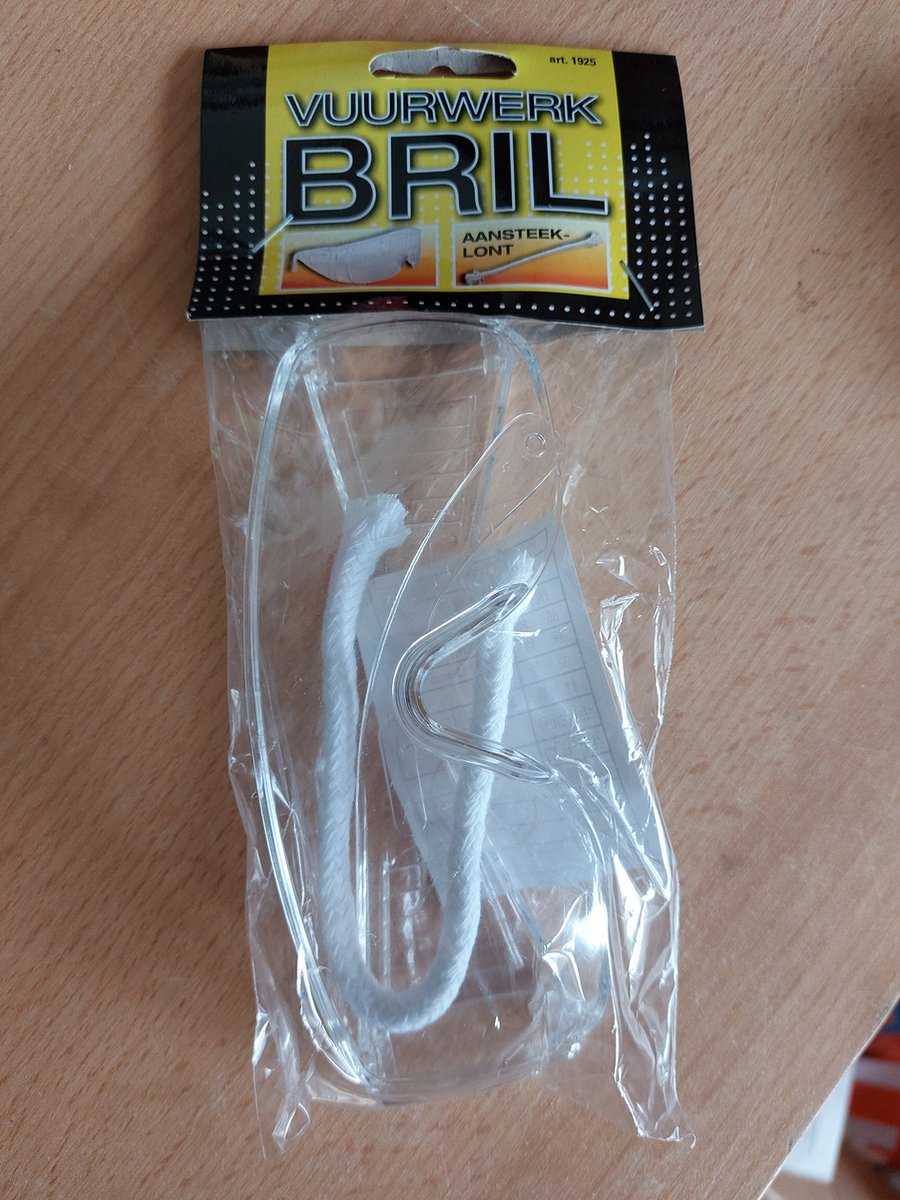 art. 1925
VUURWERK
BRIL
AANSTEEK-
LONT